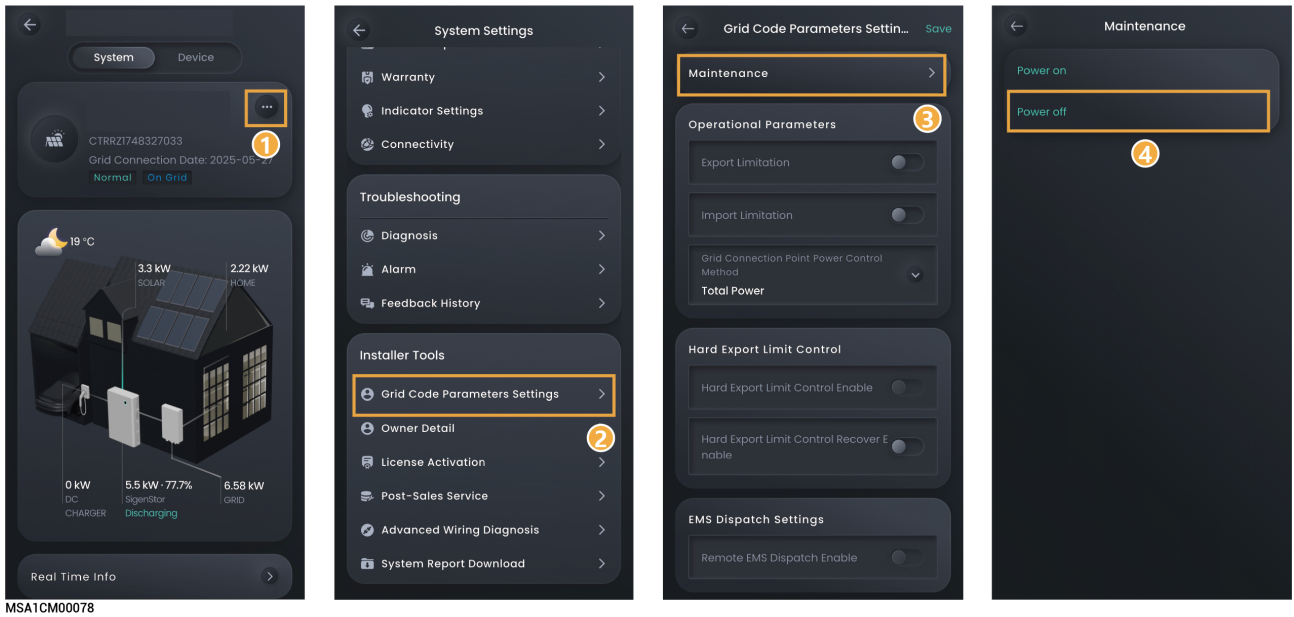 System
Device
...
1
CTRRZ1748327033
Grid Connection Date: 2025-05-27
Normal
On Grid
19 °C
3.3 kW
SOLAR
2.22 kW
HOME
0 kW
DC
CHARGER
5.5 kW · 77.7%
SigenStor
Discharging
6.58 kW
GRID
Real Time Info
System Settings
Warranty
Indicator Settings
Connectivity
Troubleshooting
Diagnosis
Alarm
Feedback History
Installer Tools
Grid Code Parameters Settings
2
Owner Detail
License Activation
Post-Sales Service
Advanced Wiring Diagnosis
System Report Download
Grid Code Parameters Settin...
Save
Maintenance
3
Operational Parameters
Export Limitation
Import Limitation
Grid Connection Point Power Control
Method
Total Power
Hard Export Limit Control
Hard Export Limit Control Enable
Hard Export Limit Control Recover E
nable
EMS Dispatch Settings
Remote EMS Dispatch Enable
Maintenance
Power on
Power off
4
MSA1CM00078